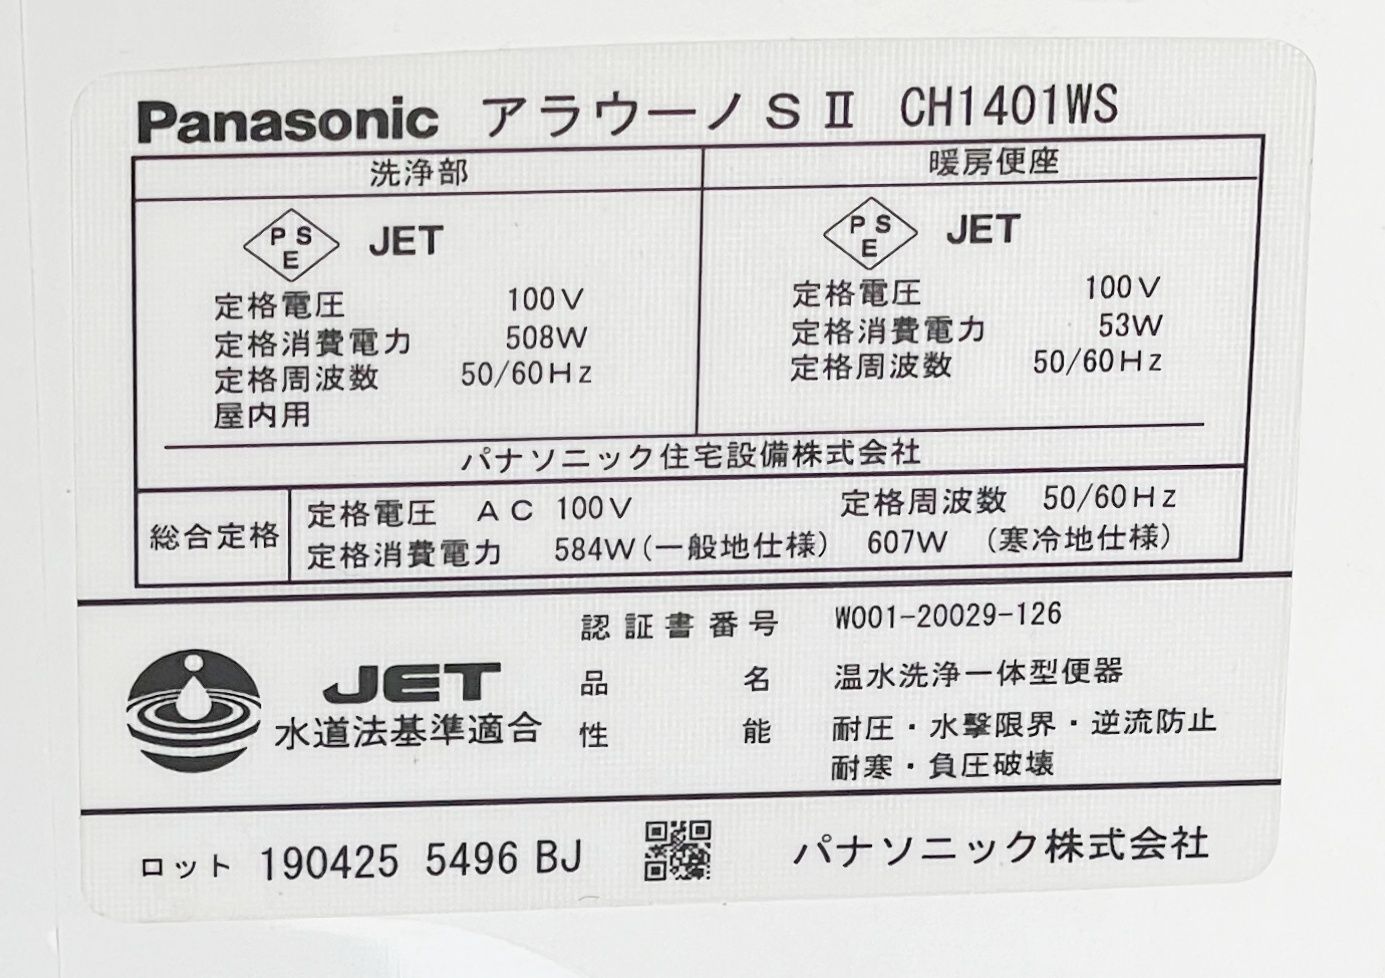 Panasonic アラウーノSⅡ CH1401WS
洗浄部 暖房便座
PSE JET PSE JET
定格電圧 100V 定格電圧 100V
定格消費電力 508W 定格消費電力 53W
定格周波数 50/60Hz 定格周波数 50/60Hz
屋内用
パナソニック住宅設備株式会社
総合定格 定格電圧 AC 100V 定格周波数 50/60Hz
定格消費電力 584W(一般地仕様) 607W (寒冷地仕様)
認証書番号 W001-20029-126
JET 品名 温水洗浄一体型便器
水道法基準適合 性能 耐圧・水撃限界・逆流防止
耐寒・負圧破壊
ロット 190425 5496 BJ パナソニック株式会社